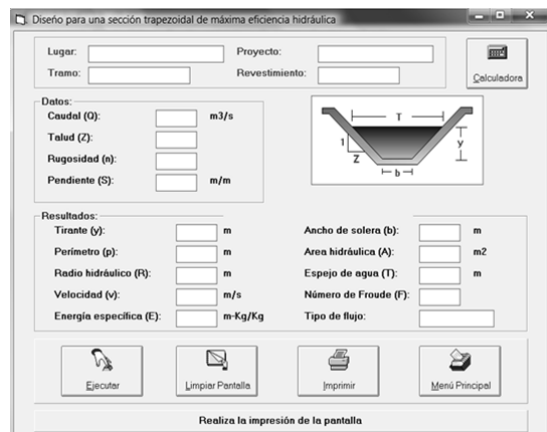 Diseño para una sección trapezoidal de máxima eficiencia hidráulica
Lugar: Proyecto:
Tramo: Revestimiento:
Calculadora
Datos:
Caudal (Q): m3/s
Talud (Z):
Rugosidad (n):
Pendiente (S): m/m
T
1
Z
y
b
Resultados:
Tirante (y): m Ancho de solera (b): m
Perímetro (p): m Area hidráulica (A): m2
Radio hidráulico (R): m Espejo de agua (T): m
Velocidad (v): m/s Número de Froude (F):
Energía específica (E): m-Kg/Kg Tipo de flujo:
Ejecutar Limpiar Pantalla Imprimir Menú Principal
Realiza la impresión de la pantalla